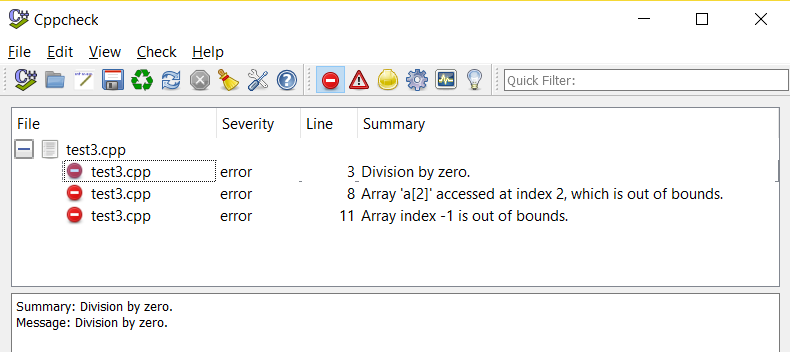 Cppcheck
File Edit View Check Help
Quick Filter:
File Severity Line Summary
test3.cpp
test3.cpp error 3 Division by zero.
test3.cpp error 8 Array 'a[2]' accessed at index 2, which is out of bounds.
test3.cpp error 11 Array index -1 is out of bounds.
Summary: Division by zero.
Message: Division by zero.